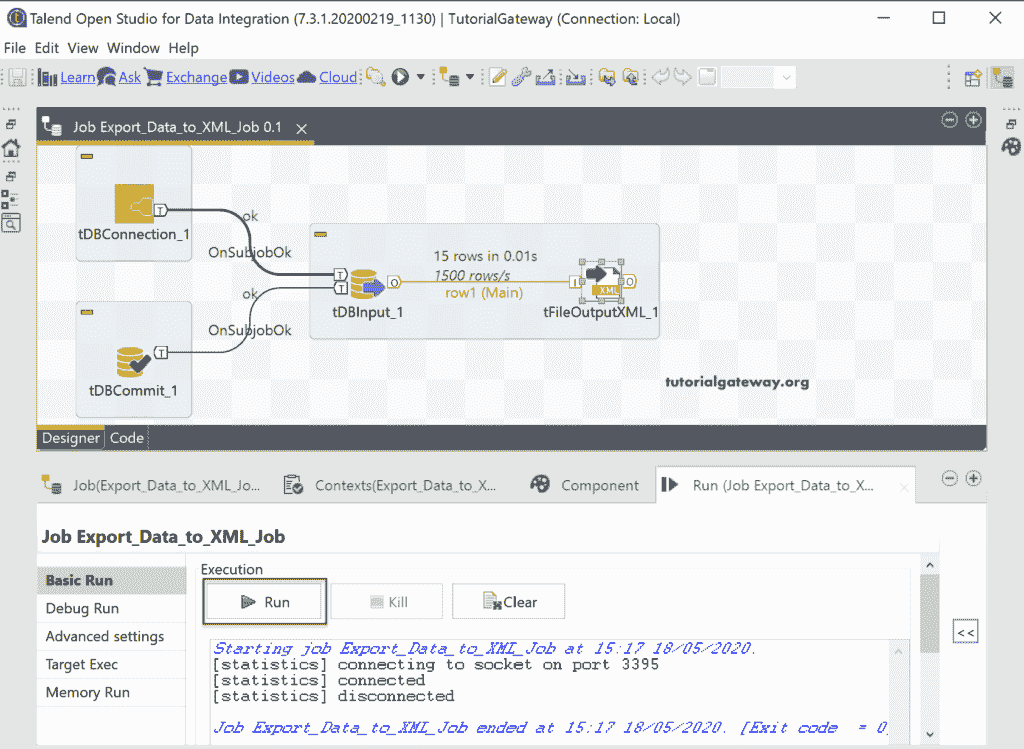 Talend Open Studio for Data Integration (7.3.1.20200219_1130) | TutorialGateway (Connection: Local)
File Edit View Window Help
Learn Ask Exchange Videos Cloud
Job Export_Data_to_XML_Job 0.1
T
tDBConnection_1
ok
OnSubjobOk
15 rows in 0.01s
1500 rows/s
row1 (Main)
T
T
O
I
XML
O
tDBInput_1
tFileOutputXML_1
ok
OnSubjobOk
T
tDBCommit_1
tutorialgateway.org
Designer Code
Job(Export_Data_to_XML_Jo... Contexts(Export_Data_to_X... Component Run (Job Export_Data_to_X...
Job Export_Data_to_XML_Job
Basic Run
Debug Run
Advanced settings
Target Exec
Memory Run
Execution
Run Kill Clear
<<
Starting job Export_Data_to_XML_Job at 15:17 18/05/2020.
[statistics] connecting to socket on port 3395
[statistics] connected
[statistics] disconnected
Job Export_Data_to_XML_Job ended at 15:17 18/05/2020. [Exit code = 0